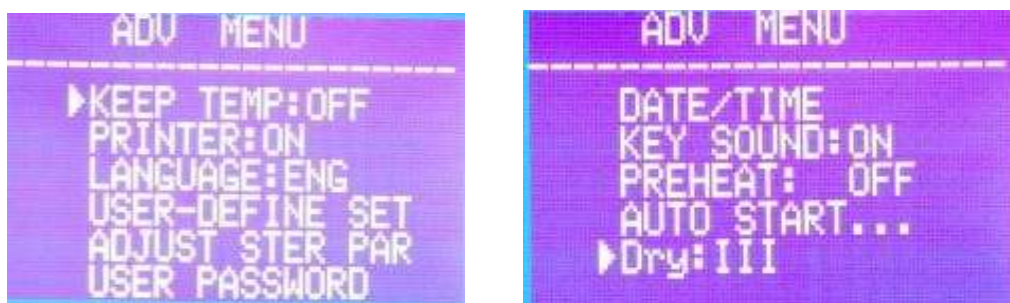 ADV MENU
KEEP TEMP:OFF
PRINTER:ON
LANGUAGE:ENG
USER-DEFINE SET
ADJUST STER PAR
USER PASSWORD
ADV MENU
DATE/TIME
KEY SOUND:ON
PREHEAT: OFF
AUTO START...
Dry:III